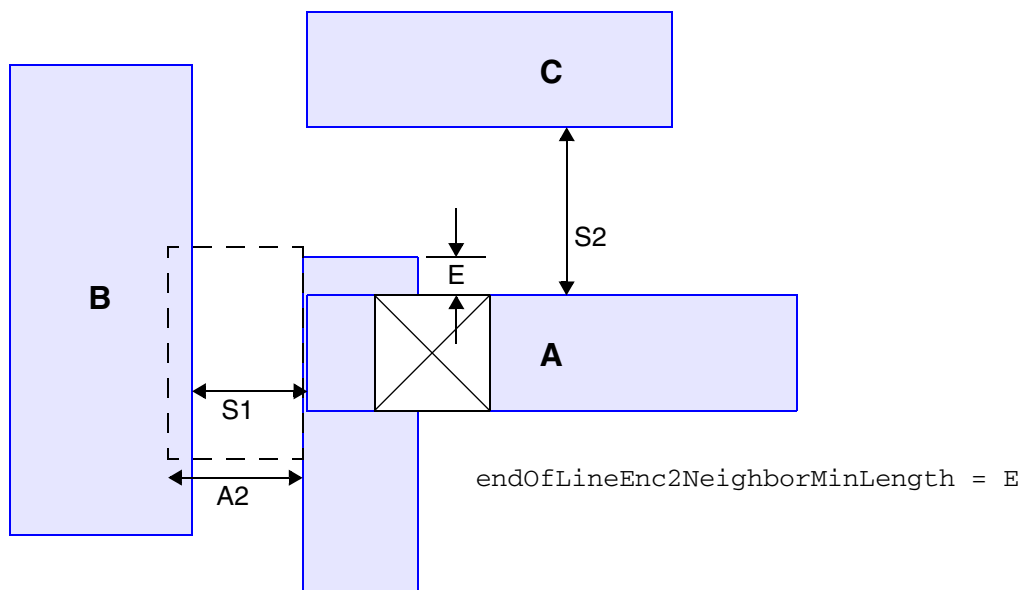 C
S2
E
B
A
S1
A2
endOfLineEnc2NeighborMinLength = E